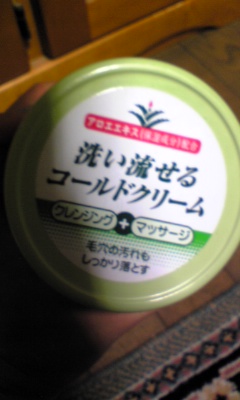 アロエエキス(保湿成分)配合
洗い流せる
コールドクリーム
クレンジング+マッサージ
毛穴の汚れも
しっかり落とす